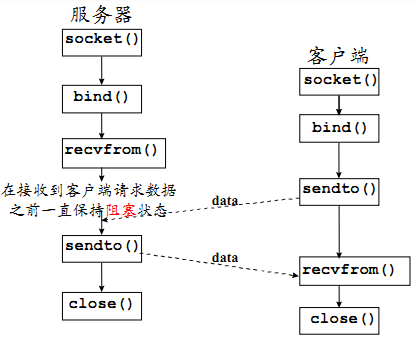 服务器
socket()
bind()
recvfrom()
在接收到客户端请求数据
之前一直保持阻塞状态
sendto()
close()
客户端
socket()
bind()
sendto()
recvfrom()
close()
data
data